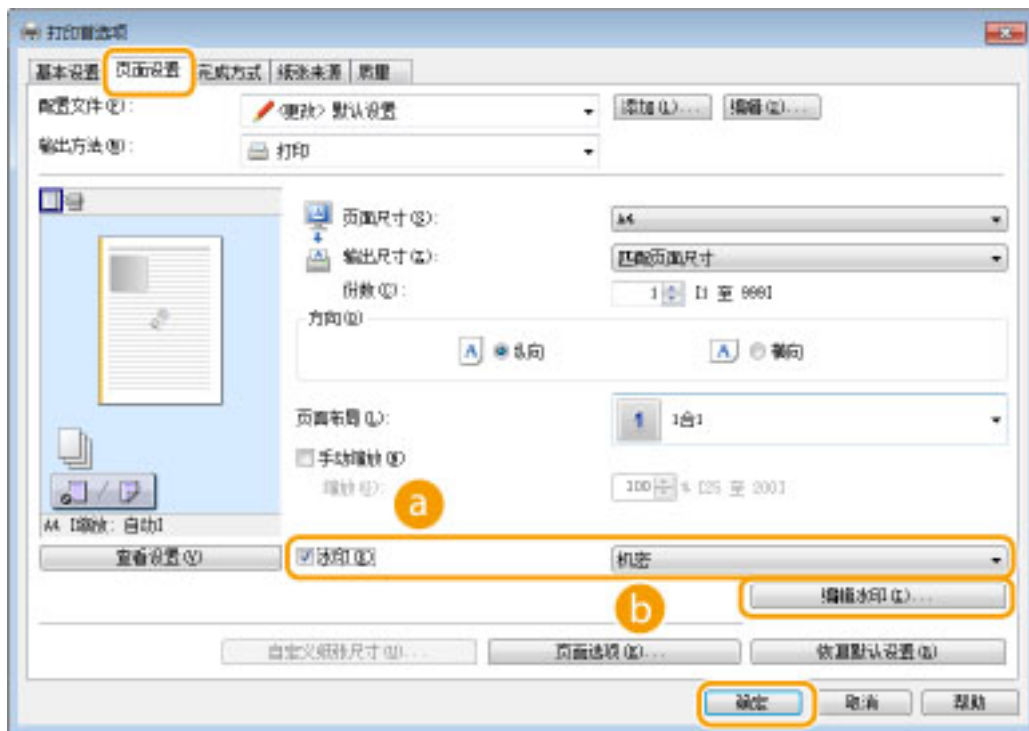 打印首选项
基本设置 页面设置 完成方式 纸张来源 质量
配置文件(F): <更改> 默认设置 添加(1)... 编辑(2)...
输出方法(M): 打印
页面尺寸(S): A4
输出尺寸(Z): 匹配页面尺寸
份数(C): 1 [1 至 999]
方向(O)
A 纵向 A 横向
页面布局(L): 1 1合1
手动缩放(N)
缩放(G): 100 % [25 至 200]
a
A4 [缩放: 自动]
查看设置(V) 水印(E): 机密
b 编辑水印(K)...
自定义纸张尺寸(U)... 页面选项(X)... 恢复默认设置(R)
确定 取消 帮助